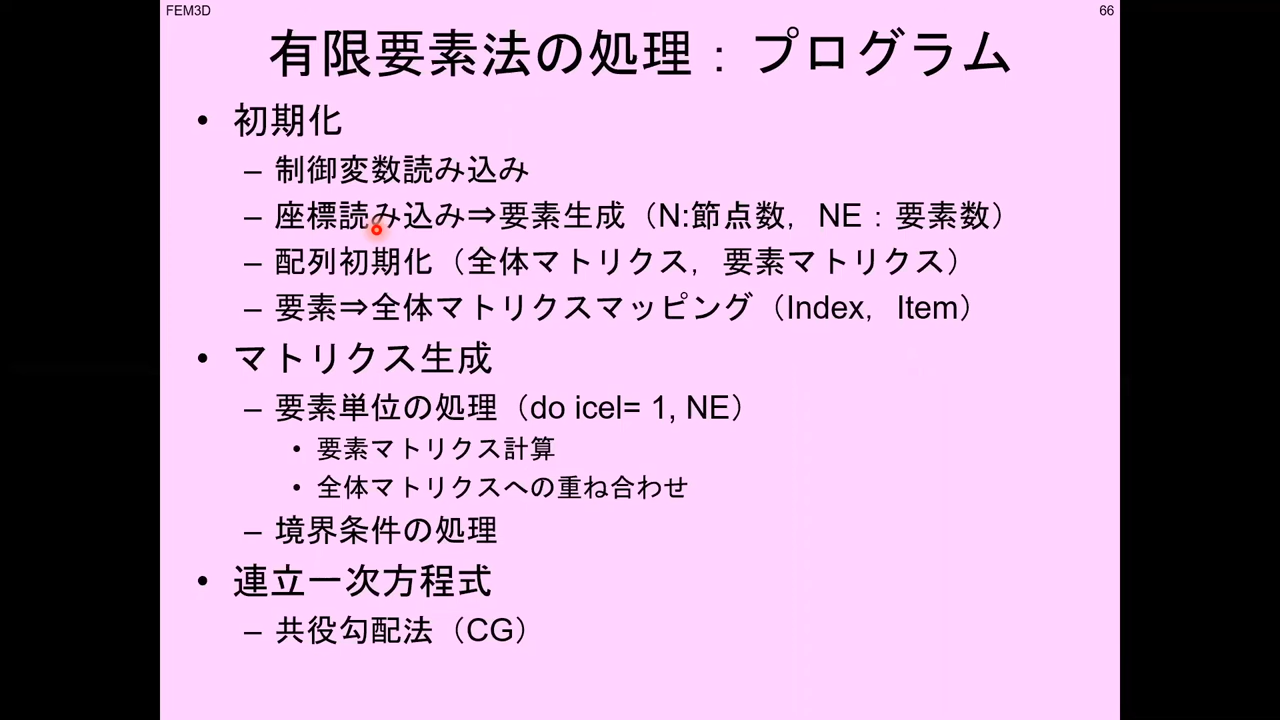 FEM3D
66
有限要素法の処理：プログラム
• 初期化
– 制御変数読み込み
– 座標読み込み⇒要素生成（N:節点数，NE：要素数）
– 配列初期化（全体マトリクス，要素マトリクス）
– 要素⇒全体マトリクスマッピング（Index，Item）
• マトリクス生成
– 要素単位の処理（do icel= 1, NE）
• 要素マトリクス計算
• 全体マトリクスへの重ね合わせ
– 境界条件の処理
• 連立一次方程式
– 共役勾配法（CG）